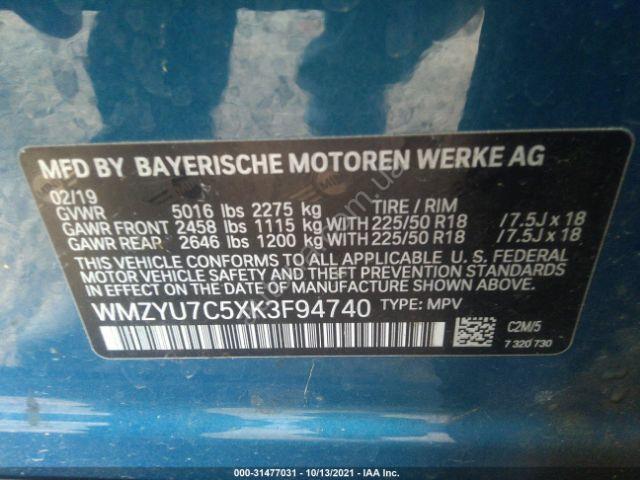 MFD BY BAYERISCHE MOTOREN WERKE AG
02/19
GVWR 5016 lbs 2275 kg TIRE / RIM
GAWR FRONT 2458 lbs 1115 kg WITH 225/50 R18 / 7.5J x 18
GAWR REAR 2646 lbs 1200 kg WITH 225/50 R18 / 7.5J x 18
THIS VEHICLE CONFORMS TO ALL APPLICABLE U.S. FEDERAL
MOTOR VEHICLE SAFETY, BUMPER, AND THEFT PREVENTION STANDARDS
IN EFFECT ON THE DATE OF MANUFACTURE SHOWN ABOVE.
WMZYU7C5XK3F94740 TYPE: MPV
C2M/5
7 320 730
000-31477031 - 10/13/2021 - IAA Inc.